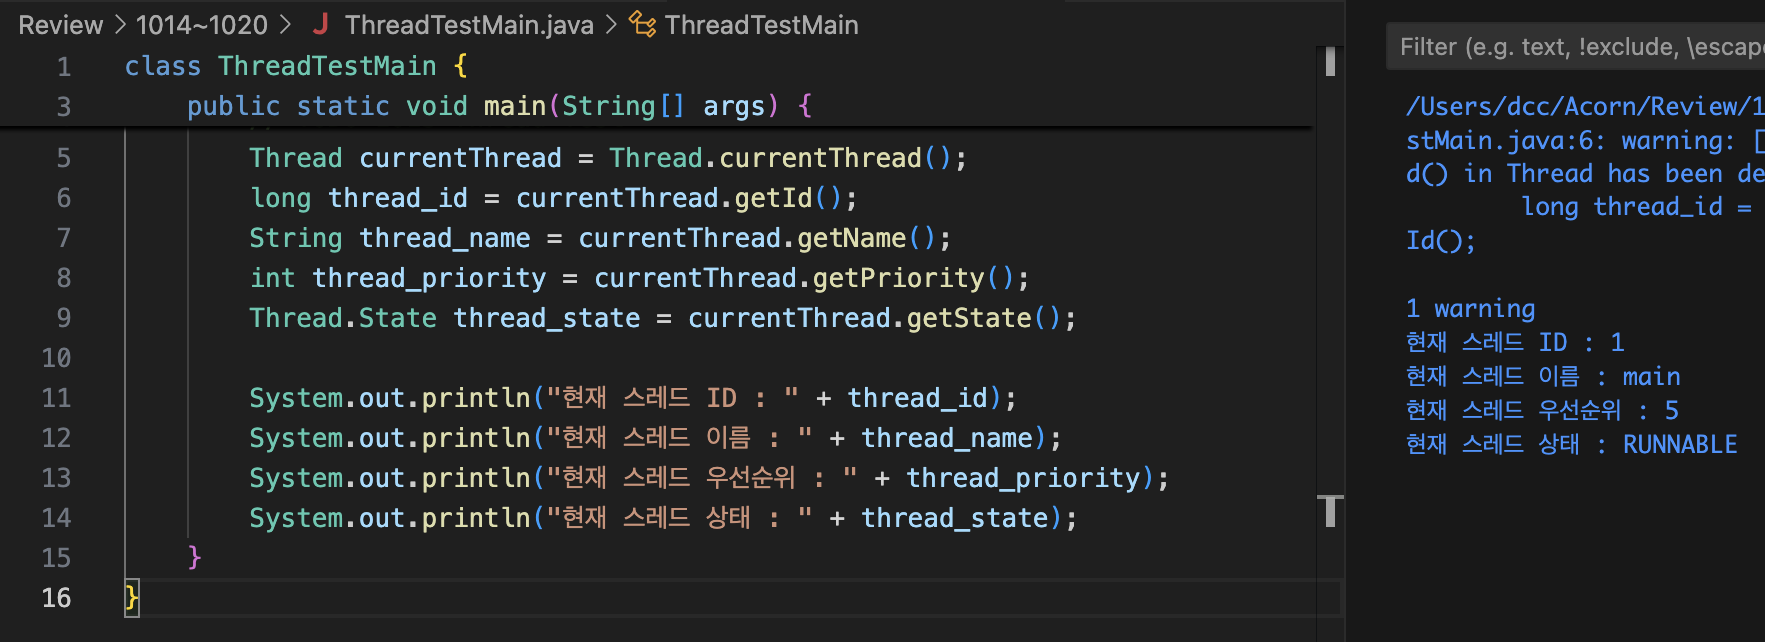 Review > 1014~1020 > J ThreadTestMain.java > ThreadTestMain
1 class ThreadTestMain {
3 public static void main(String[] args) {
5 Thread currentThread = Thread.currentThread();
6 long thread_id = currentThread.getId();
7 String thread_name = currentThread.getName();
8 int thread_priority = currentThread.getPriority();
9 Thread.State thread_state = currentThread.getState();
10
11 System.out.println("현재 스레드 ID : " + thread_id);
12 System.out.println("현재 스레드 이름 : " + thread_name);
13 System.out.println("현재 스레드 우선순위 : " + thread_priority);
14 System.out.println("현재 스레드 상태 : " + thread_state);
15 }
16 }
Filter (e.g. text, !exclude, \escap
/Users/dcc/Acorn/Review/1
stMain.java:6: warning: [
d() in Thread has been de
long thread_id =
Id();
1 warning
현재 스레드 ID : 1
현재 스레드 이름 : main
현재 스레드 우선순위 : 5
현재 스레드 상태 : RUNNABLE